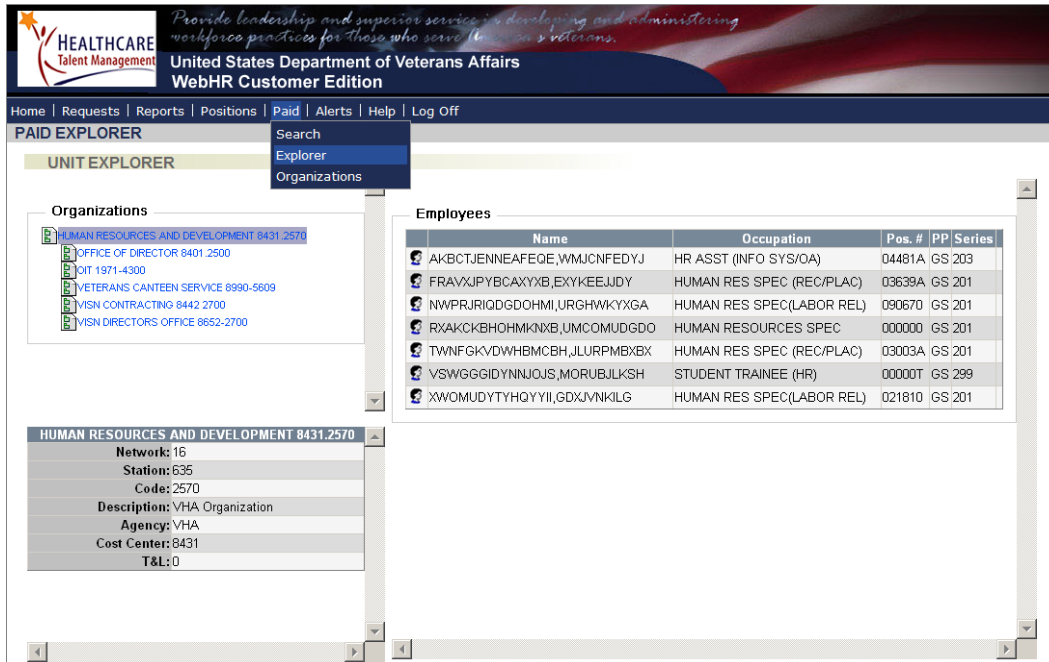 Provide leadership and superior service in developing and administering
workforce practices for those who serve America's veterans.
HEALTHCARE
Talent Management
United States Department of Veterans Affairs
WebHR Customer Edition
Home | Requests | Reports | Positions | Paid | Alerts | Help | Log Off
PAID EXPLORER
Search
Explorer
Organizations
UNIT EXPLORER
Organizations
HUMAN RESOURCES AND DEVELOPMENT 8431.2570
OFFICE OF DIRECTOR 8401.2500
OIT 1971-4300
VETERANS CANTEEN SERVICE 8990-5609
VISN CONTRACTING 8442 2700
VISN DIRECTORS OFFICE 8652-2700
Employees
Name Occupation Pos. # PP Series
AKBCTJENNEAFEQE,WMJCNFEDYJ HR ASST (INFO SYS/OA) 04481A GS 203
FRAVXJPYBCAXYXB,EXYKEEJJDY HUMAN RES SPEC (REC/PLAC) 03639A GS 201
NWPRJRIQDGDOHMI,URGHWKYXGA HUMAN RES SPEC(LABOR REL) 090670 GS 201
RXAKCKBHOHMKNXB,UMCOMUDGDO HUMAN RESOURCES SPEC 000000 GS 201
TWNFGKVDWHBMCBH,JLURPMBXBX HUMAN RES SPEC (REC/PLAC) 03003A GS 201
VSWGGGIDYNNJOJS,MORUBJLKSH STUDENT TRAINEE (HR) 00000T GS 299
XWOMUDYTYHQYYII,GDXJVNKILG HUMAN RES SPEC(LABOR REL) 021810 GS 201
HUMAN RESOURCES AND DEVELOPMENT 8431.2570
Network: 16
Station: 635
Code: 2570
Description: VHA Organization
Agency: VHA
Cost Center: 8431
T&L: 0